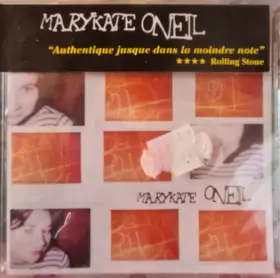 MARYKATE ONEIL
"Authentique jusque dans la moindre note"
★★★★ Rolling Stone
MARYKATE ONEIL